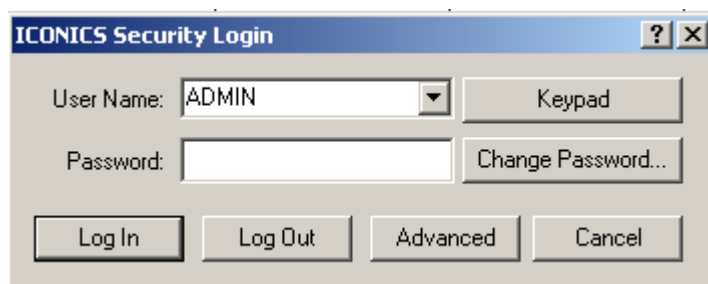 ICONICS Security Login
User Name: ADMIN Keypad
Password: Change Password...
Log In Log Out Advanced Cancel